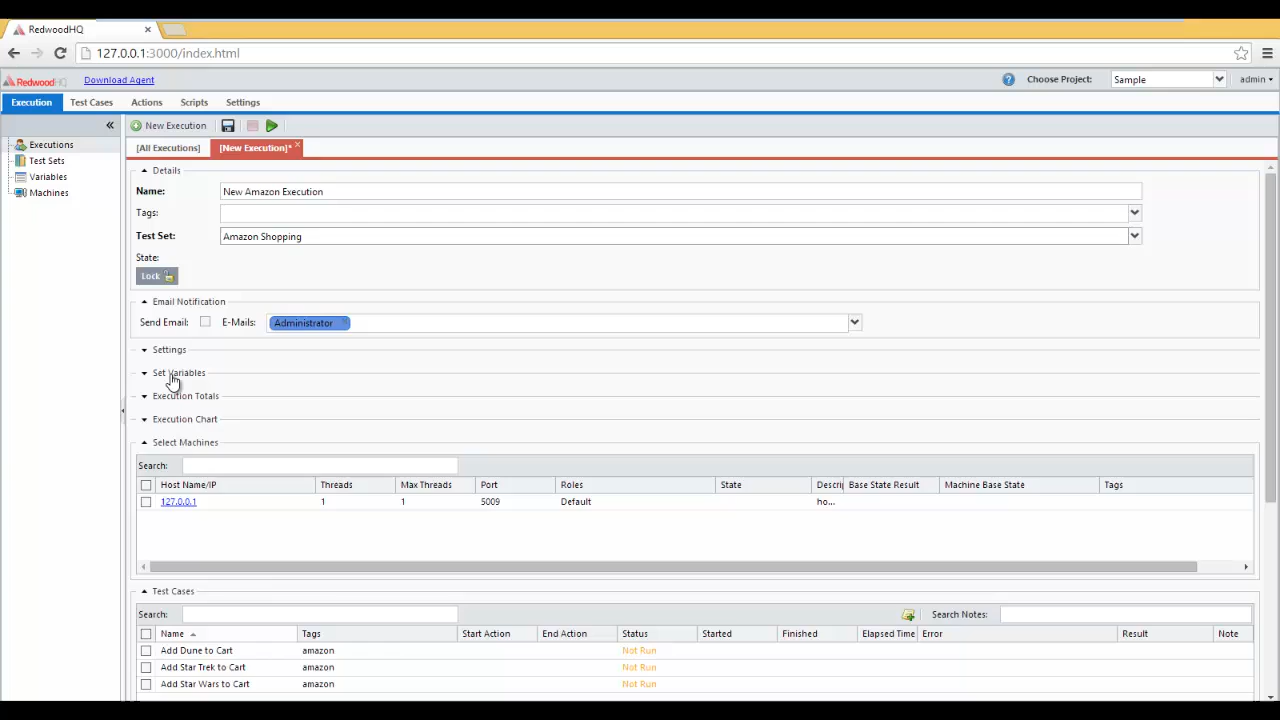 RedwoodHQ
127.0.0.1:3000/index.html
RedwoodHQ Download Agent Choose Project: Sample admin
Execution Test Cases Actions Scripts Settings
New Execution
Executions
Test Sets
Variables
Machines
[All Executions] [New Execution]*
Details
Name: New Amazon Execution
Tags:
Test Set: Amazon Shopping
State:
Lock
Email Notification
Send Email: E-Mails: Administrator
Settings
Set Variables
Execution Totals
Execution Chart
Select Machines
Search:
Host Name/IP Threads Max Threads Port Roles State Descri Base State Result Machine Base State Tags
127.0.0.1 1 1 5009 Default ho...
Test Cases
Search: Search Notes:
Name Tags Start Action End Action Status Started Finished Elapsed Time Error Result Note
Add Dune to Cart amazon Not Run
Add Star Trek to Cart amazon Not Run
Add Star Wars to Cart amazon Not Run